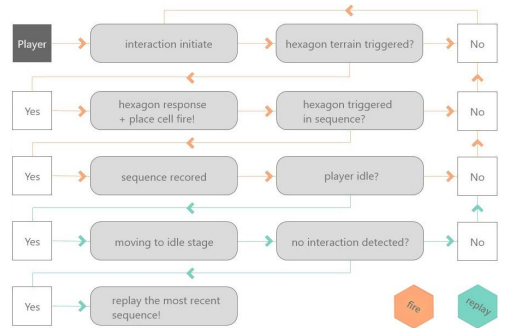 Player
interaction initiate
hexagon terrain triggered?
No
Yes
hexagon response
+ place cell fire!
hexagon triggered
in sequence?
No
Yes
sequence recored
player idle?
No
Yes
moving to idle stage
no interaction detected?
No
Yes
replay the most recent
sequence!
fire
replay